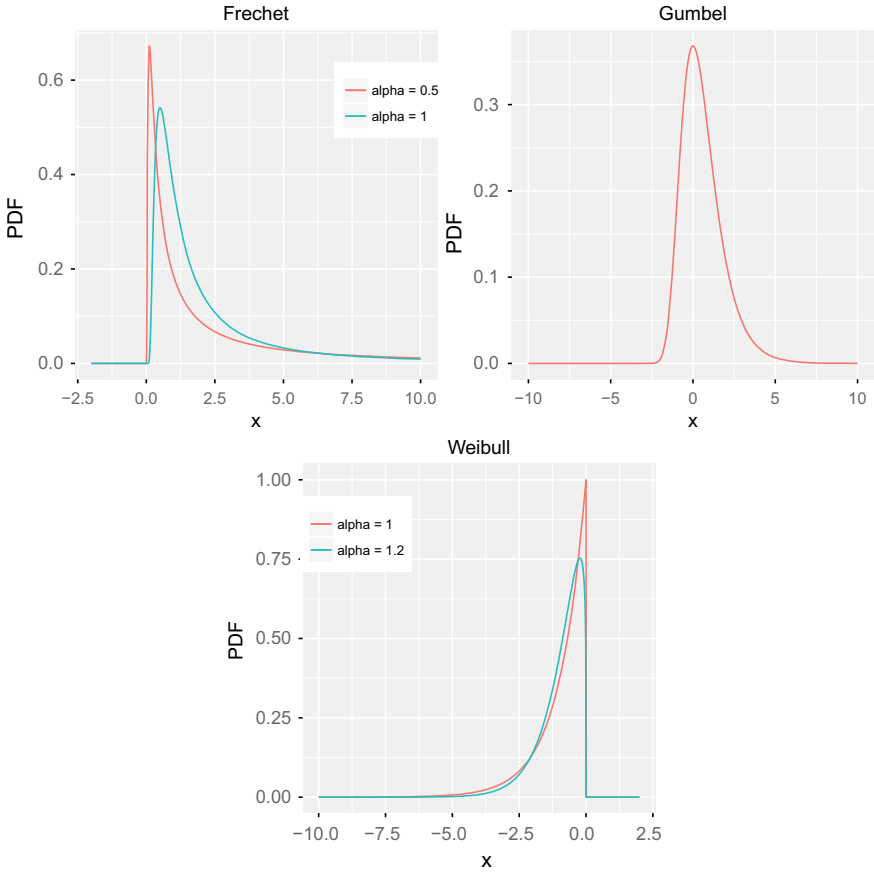 Frechet
PDF
0.6
0.4
0.2
0.0
alpha = 0.5
alpha = 1
−2.5 0.0 2.5 5.0 7.5 10.0
x
Gumbel
PDF
0.3
0.2
0.1
0.0
−10 −5 0 5 10
x
Weibull
PDF
1.00
0.75
0.50
0.25
0.00
alpha = 1
alpha = 1.2
−10.0 −7.5 −5.0 −2.5 0.0 2.5
x